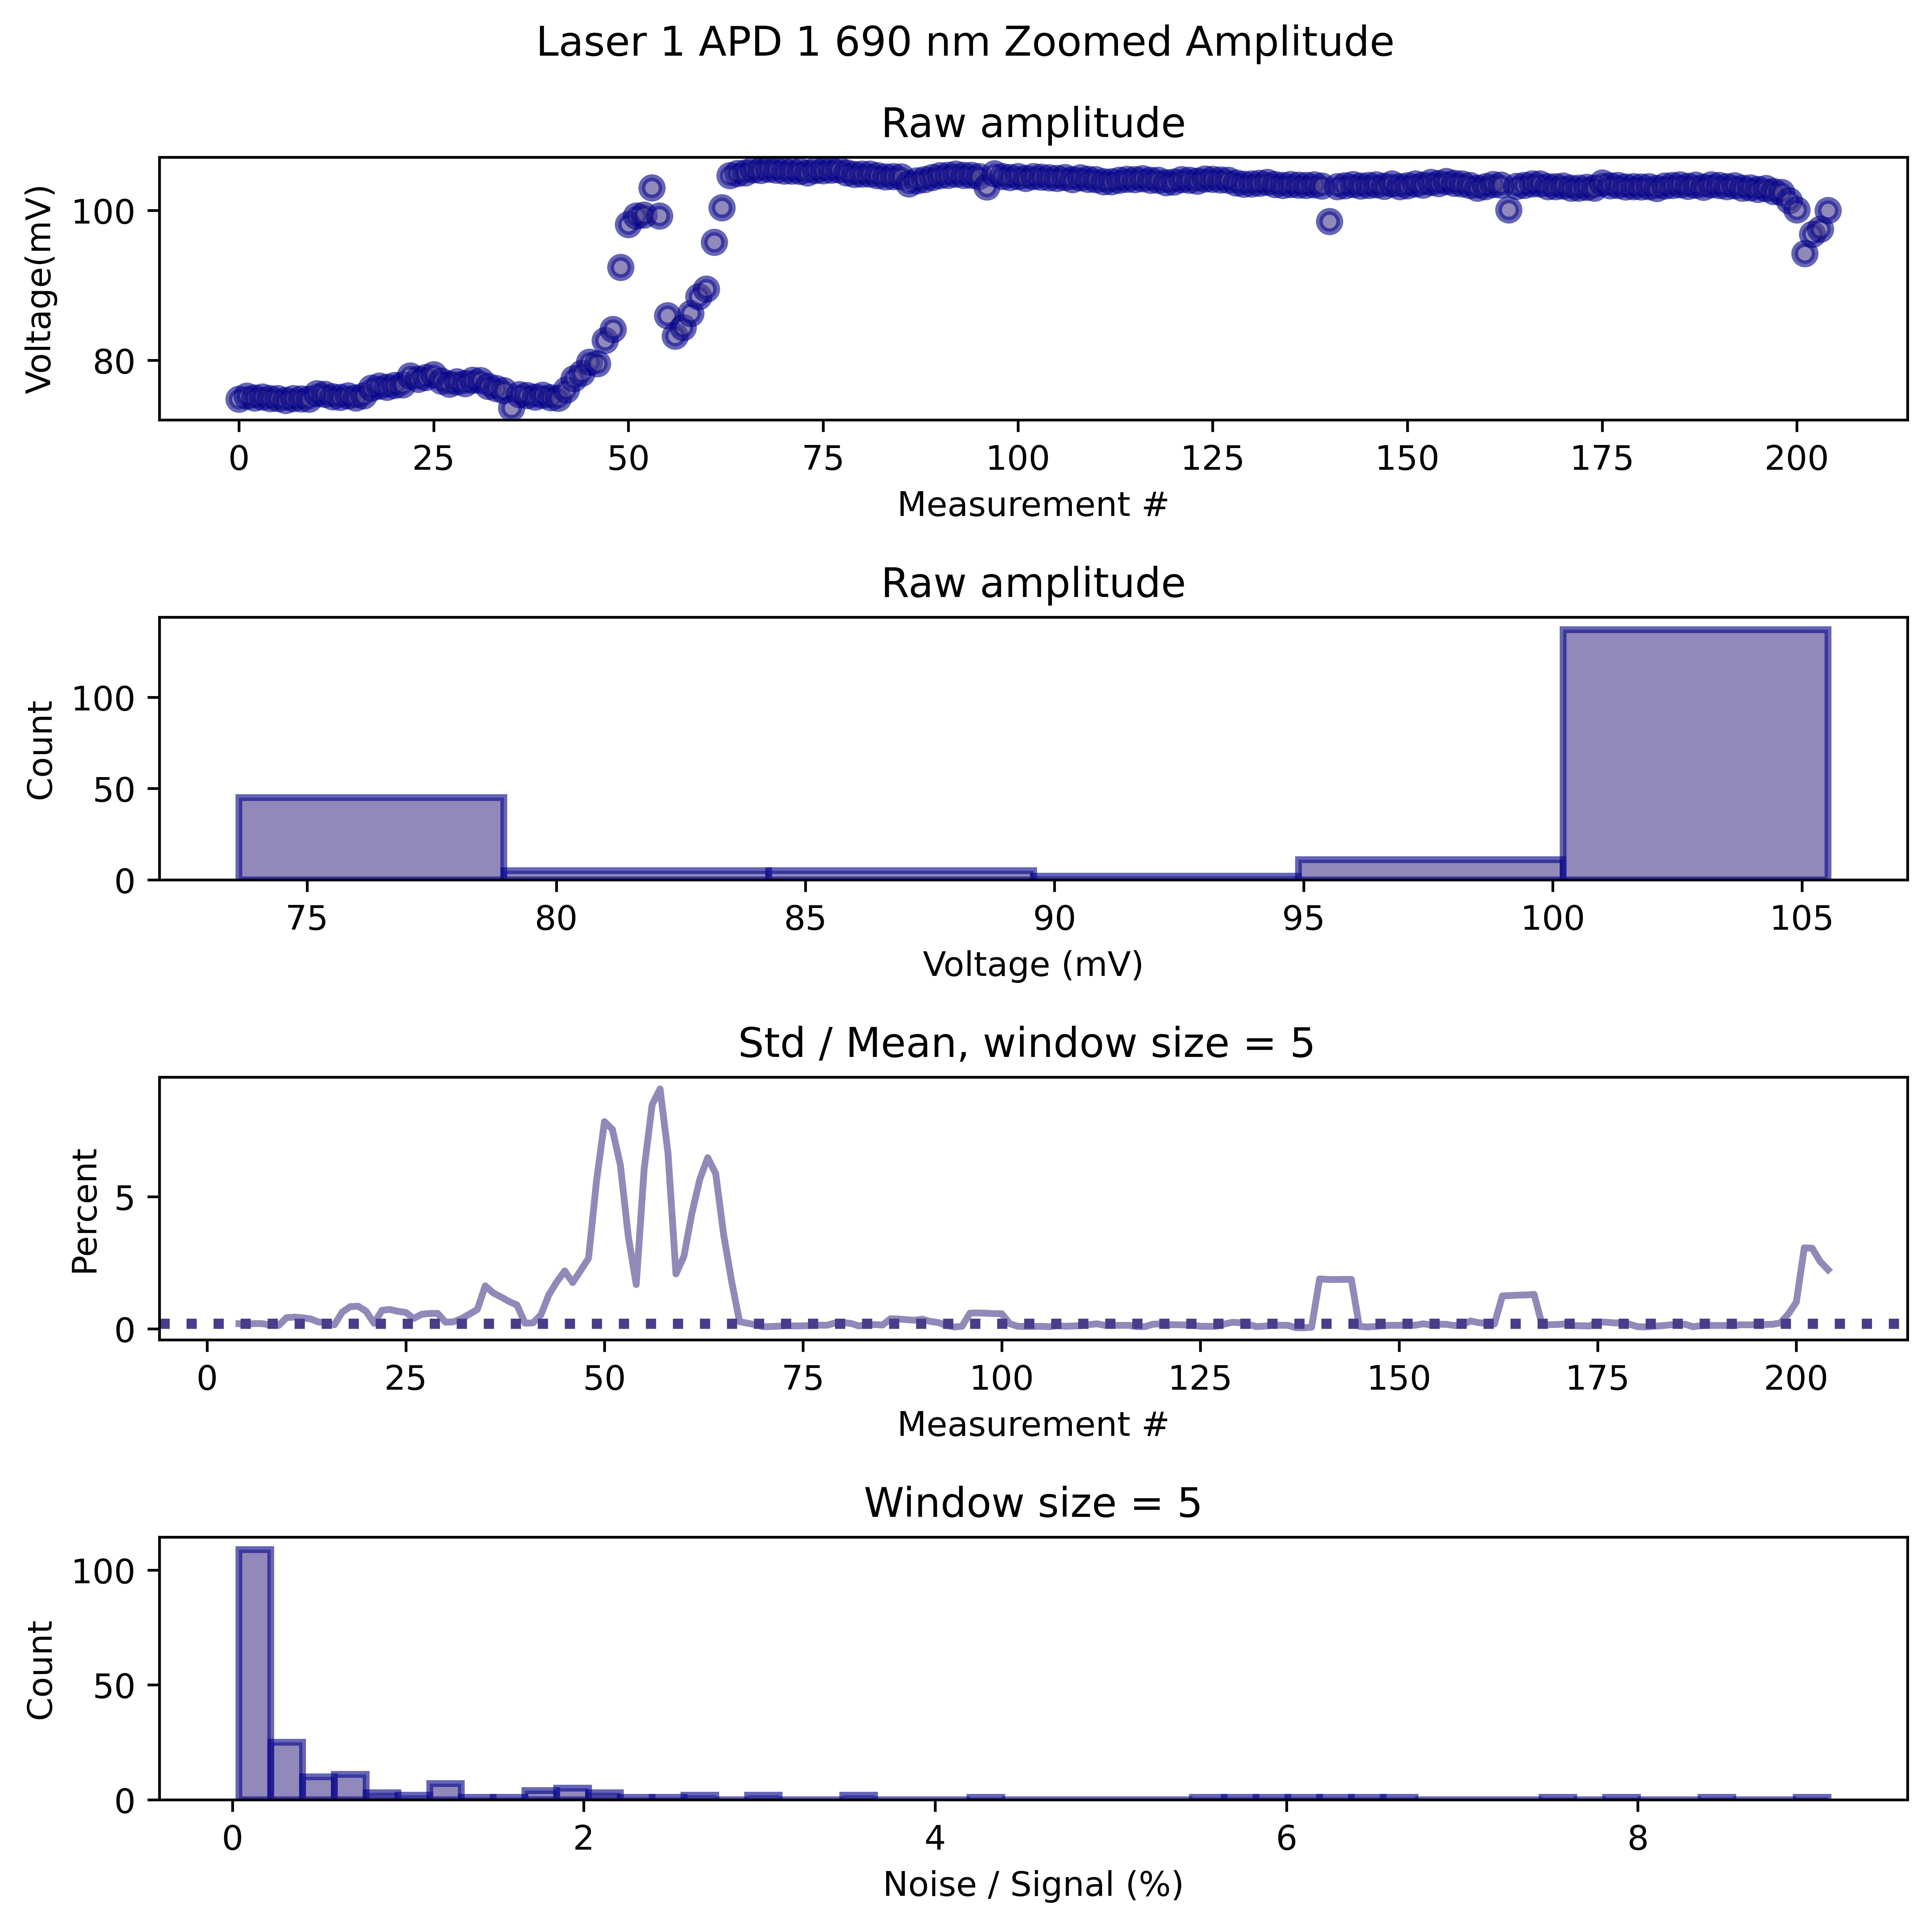 Laser 1 APD 1 690 nm Zoomed Amplitude
Raw amplitude
Voltage(mV)
100
80
0 25 50 75 100 125 150 175 200
Measurement #
Raw amplitude
Count
100
50
0
75 80 85 90 95 100 105
Voltage (mV)
Std / Mean, window size = 5
Percent
5
0
0 25 50 75 100 125 150 175 200
Measurement #
Window size = 5
Count
100
50
0
0 2 4 6 8
Noise / Signal (%)